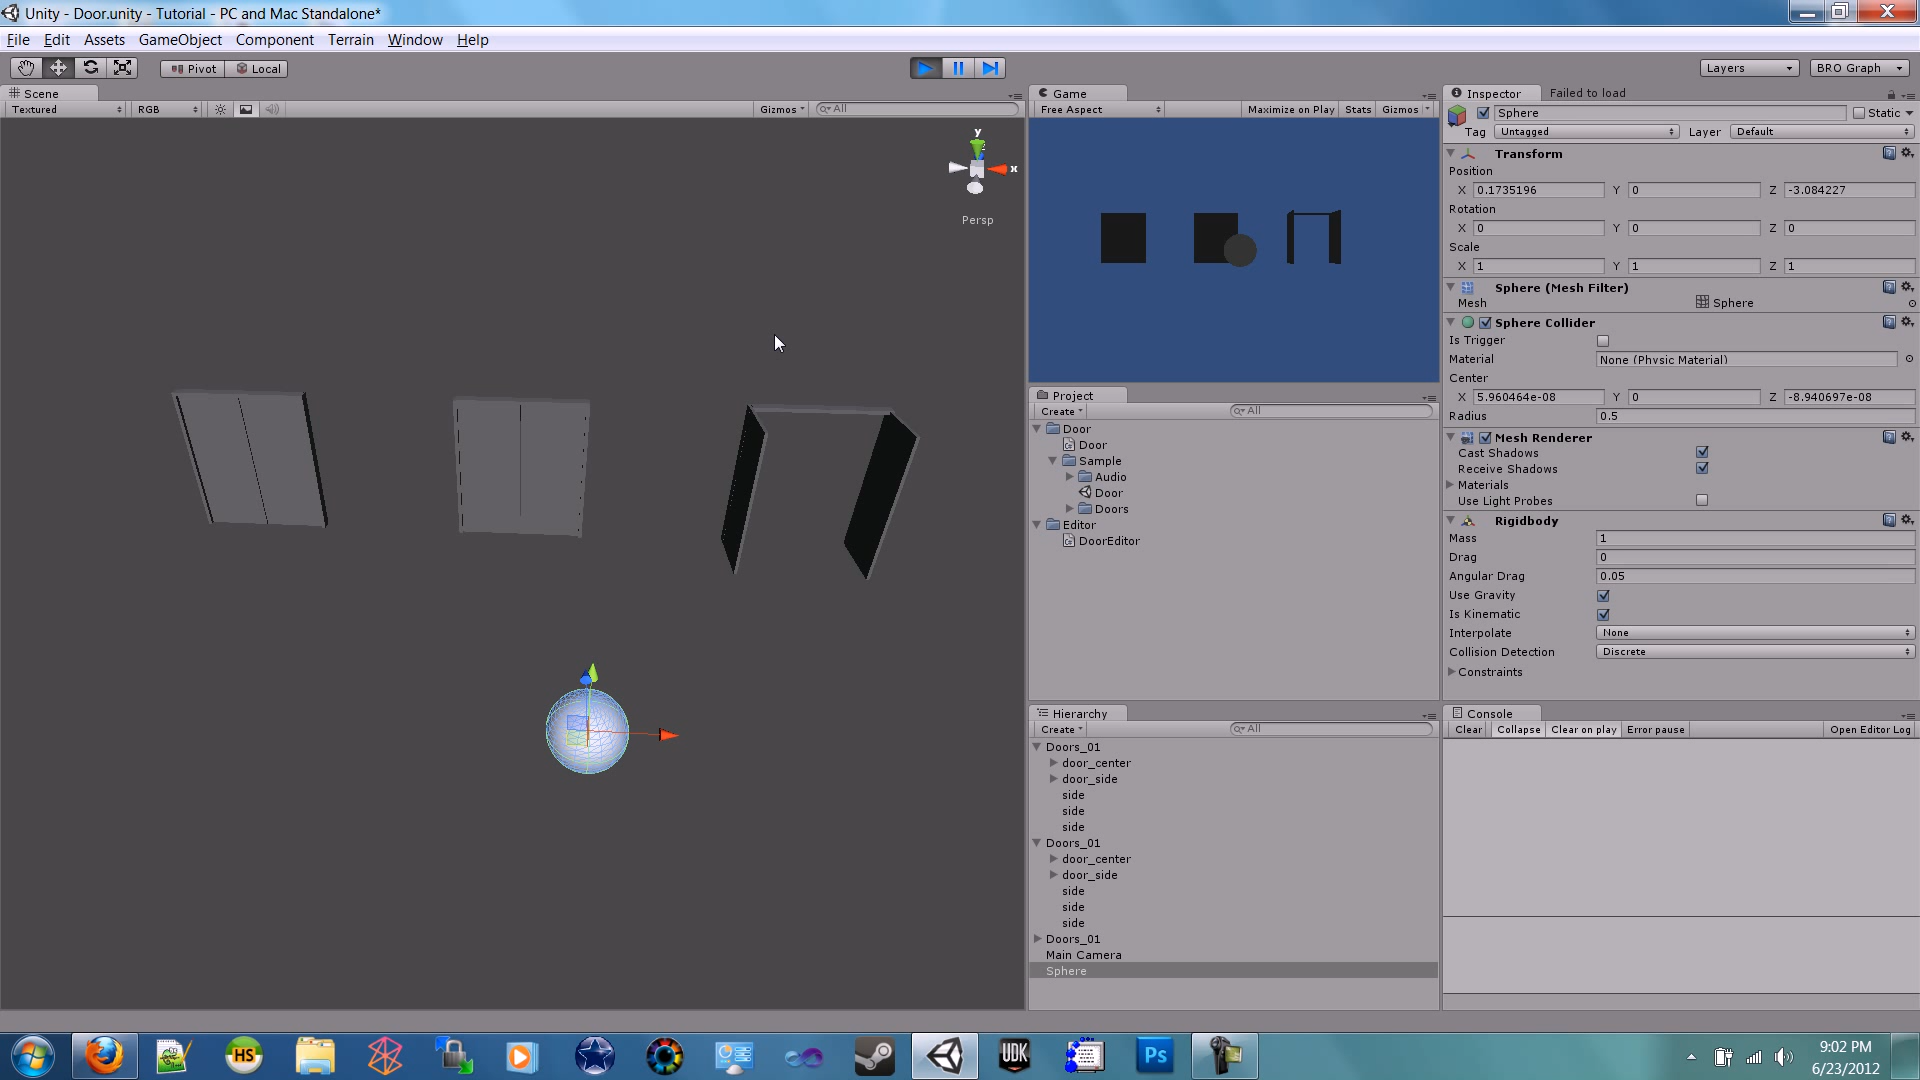 Unity - Door.unity - Tutorial - PC and Mac Standalone*
File Edit Assets GameObject Component Terrain Window Help
Pivot Local
Layers BRO Graph
Scene
Textured RGB Gizmos All
y
x
Persp
Game
Free Aspect Maximize on Play Stats Gizmos
Project
Create All
Door
Door
Sample
Audio
Door
Doors
Editor
DoorEditor
Hierarchy
Create All
Doors_01
door_center
door_side
side
side
side
Doors_01
door_center
door_side
side
side
side
Doors_01
Main Camera
Sphere
Inspector Failed to load
Sphere Static
Tag Untagged Layer Default
Transform
Position
X 0.1735196 Y 0 Z -3.084227
Rotation
X 0 Y 0 Z 0
Scale
X 1 Y 1 Z 1
Sphere (Mesh Filter)
Mesh Sphere
Sphere Collider
Is Trigger
Material None (Physic Material)
Center
X 5.960464e-08 Y 0 Z -8.940697e-08
Radius 0.5
Mesh Renderer
Cast Shadows
Receive Shadows
Materials
Use Light Probes
Rigidbody
Mass 1
Drag 0
Angular Drag 0.05
Use Gravity
Is Kinematic
Interpolate None
Collision Detection Discrete
Constraints
Console
Clear Collapse Clear on play Error pause Open Editor Log
HS
UDK
Ps
9:02 PM
6/23/2012